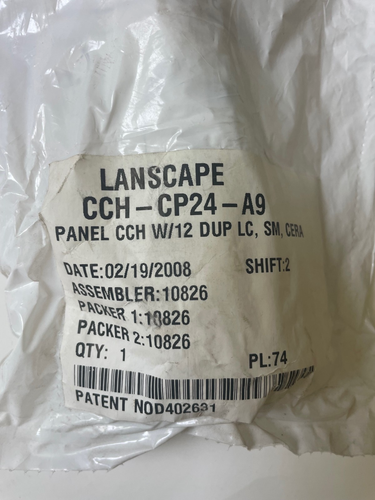 LANSCAPE
CCH-CP24-A9
PANEL CCH W/12 DUP LC, SM, CERA
DATE:02/19/2008 SHIFT:2
ASSEMBLER:10826
PACKER 1:10826
PACKER 2:10826
QTY: 1 PL:74
PATENT NOD402631